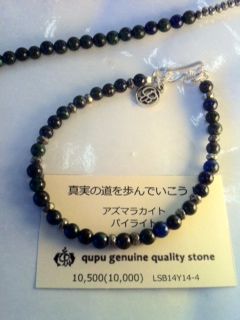 真実の道を歩んでいこう
アズマラカイト
パイライト
qupu genuine quality stone
10,500(10,000) LSB14Y14-4